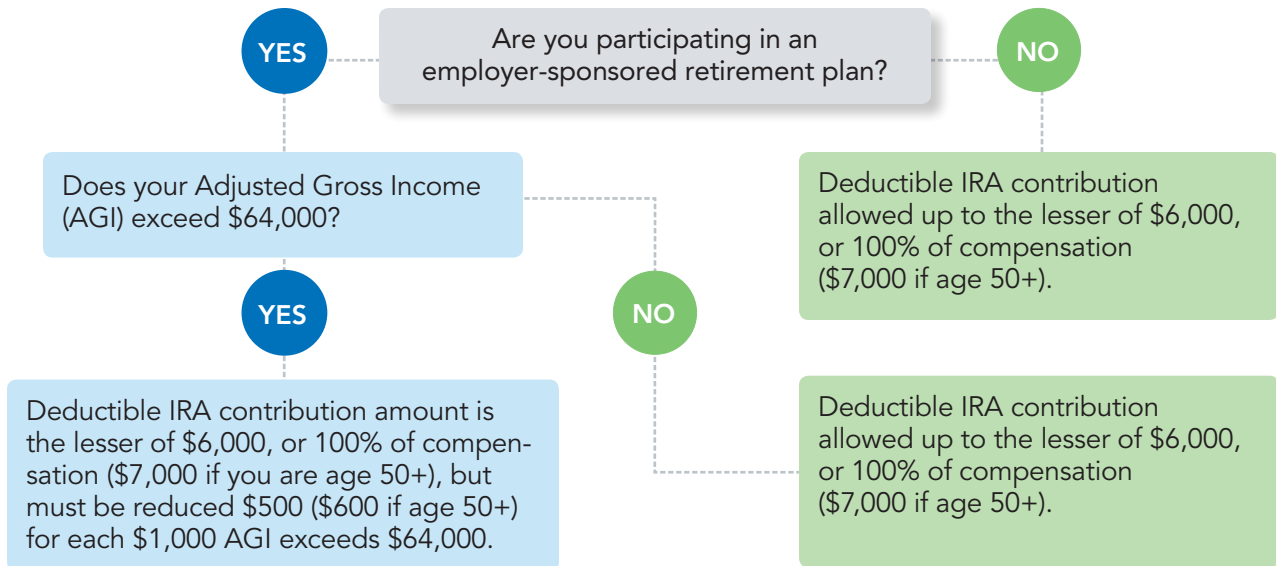 Are you participating in an
employer-sponsored retirement plan?
YES
NO
Does your Adjusted Gross Income
(AGI) exceed $64,000?
YES
NO
Deductible IRA contribution amount is
the lesser of $6,000, or 100% of compen-
sation ($7,000 if you are age 50+), but
must be reduced $500 ($600 if age 50+)
for each $1,000 AGI exceeds $64,000.
Deductible IRA contribution
allowed up to the lesser of $6,000,
or 100% of compensation
($7,000 if age 50+).
Deductible IRA contribution
allowed up to the lesser of $6,000,
or 100% of compensation
($7,000 if age 50+).